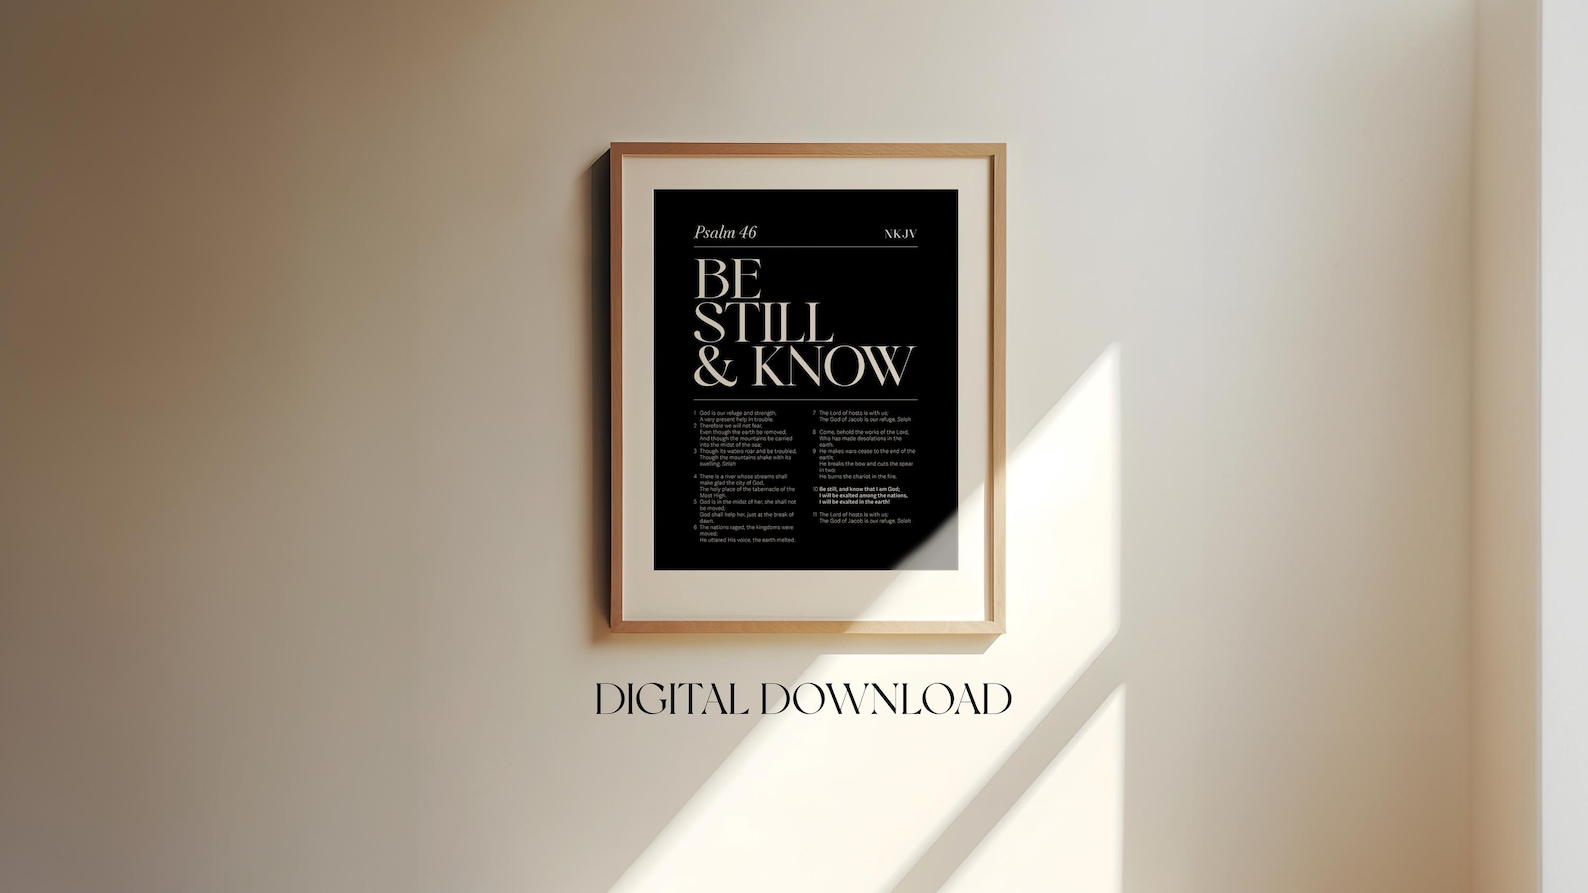 Psalm 46 NKJV
BE
STILL
& KNOW
1 God is our refuge and strength,
A very present help in trouble.
2 Therefore we will not fear,
Even though the earth be removed,
And though the mountains be carried
into the midst of the sea;
3 Though its waters roar and be troubled,
Though the mountains shake with its
swelling. Selah
4 There is a river whose streams shall
make glad the city of God,
The holy place of the tabernacle of the
Most High.
5 God is in the midst of her, she shall not
be moved;
God shall help her, just at the break of
dawn.
6 The nations raged, the kingdoms were
moved;
He uttered His voice, the earth melted.
7 The Lord of hosts is with us;
The God of Jacob is our refuge. Selah
8 Come, behold the works of the Lord,
Who has made desolations in the
earth.
9 He makes wars cease to the end of the
earth;
He breaks the bow and cuts the spear
in two;
He burns the chariot in the fire.
10 Be still, and know that I am God;
I will be exalted among the nations,
I will be exalted in the earth!
11 The Lord of hosts is with us;
The God of Jacob is our refuge. Selah
DIGITAL DOWNLOAD